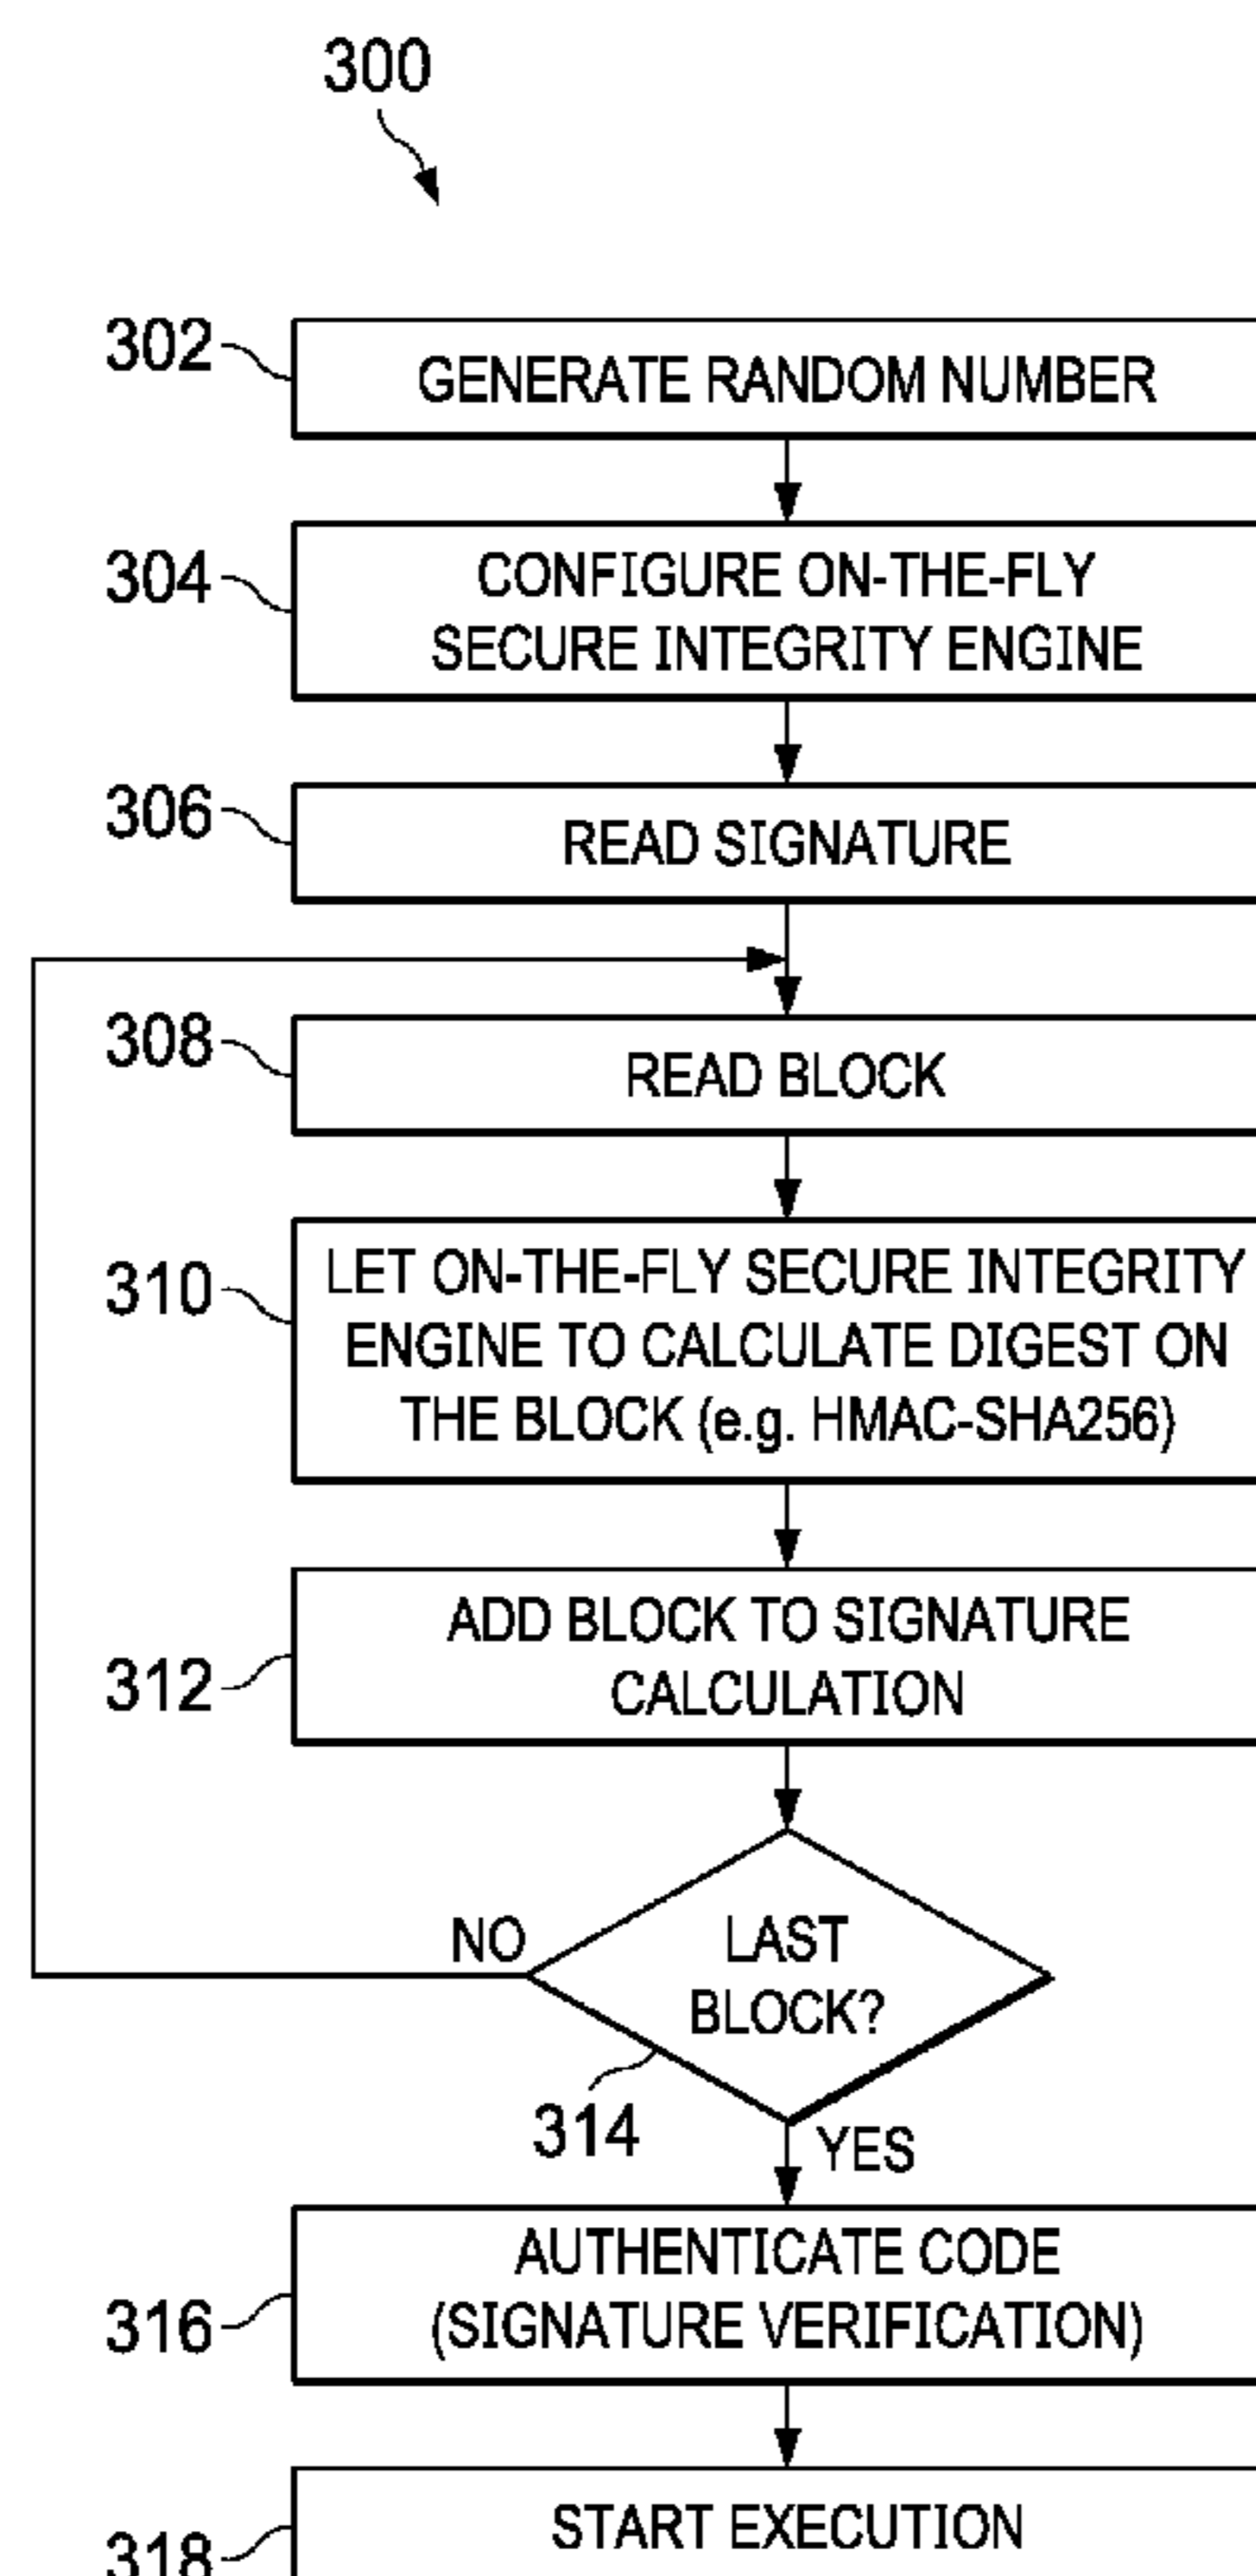 300
302
GENERATE RANDOM NUMBER
304
CONFIGURE ON-THE-FLY
SECURE INTEGRITY ENGINE
306
READ SIGNATURE
308
READ BLOCK
310
LET ON-THE-FLY SECURE INTEGRITY
ENGINE TO CALCULATE DIGEST ON
THE BLOCK (e.g. HMAC-SHA256)
312
ADD BLOCK TO SIGNATURE
CALCULATION
NO
LAST
BLOCK?
314
YES
316
AUTHENTICATE CODE
(SIGNATURE VERIFICATION)
318
START EXECUTION